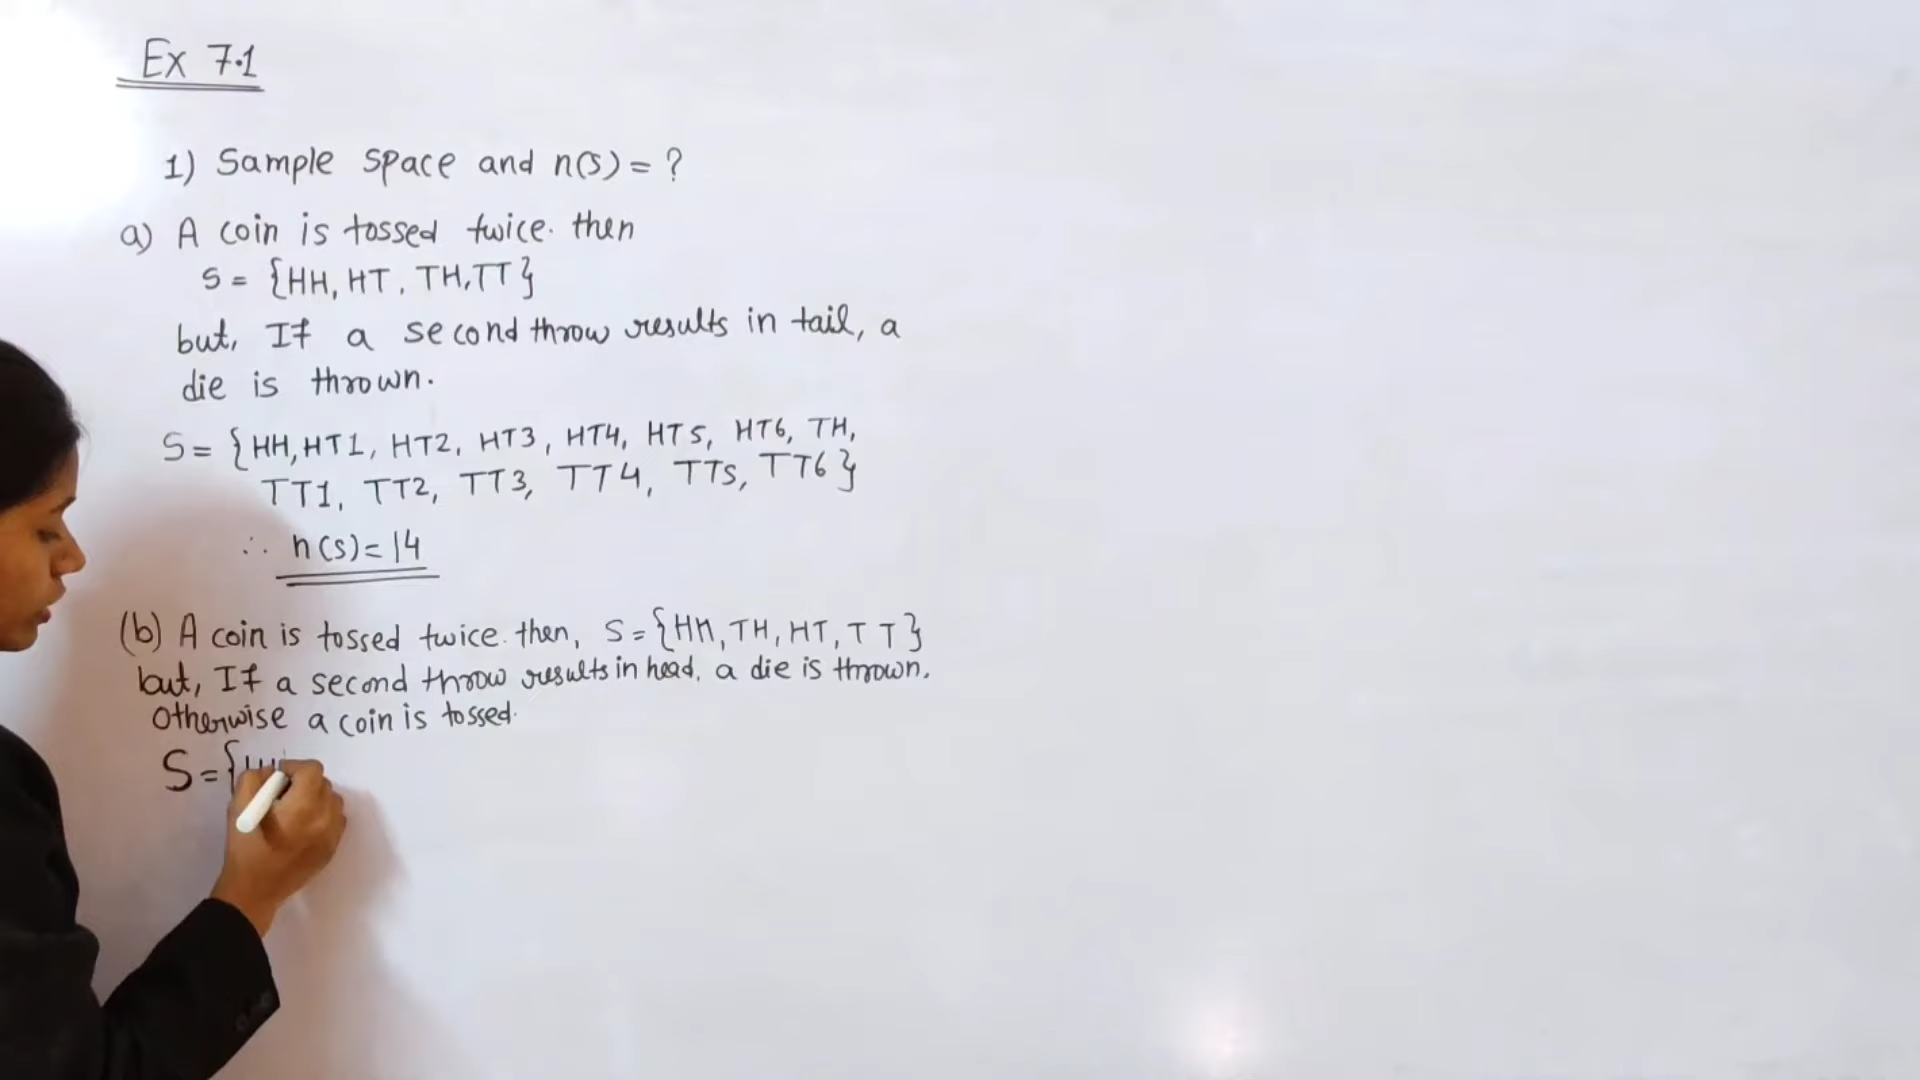 Ex 7.1
1) Sample space and n(s) = ?
a) A coin is tossed twice. then
S = {HH, HT, TH, TT}
but, If a second throw results in tail, a
die is thrown.
S = {HH, HT1, HT2, HT3, HT4, HT5, HT6, TH,
TT1, TT2, TT3, TT4, TT5, TT6}
∴ n(s) = 14
(b) A coin is tossed twice. then, S = {HH, TH, HT, TT}
but, If a second throw results in head, a die is thrown.
Otherwise a coin is tossed.
S = {